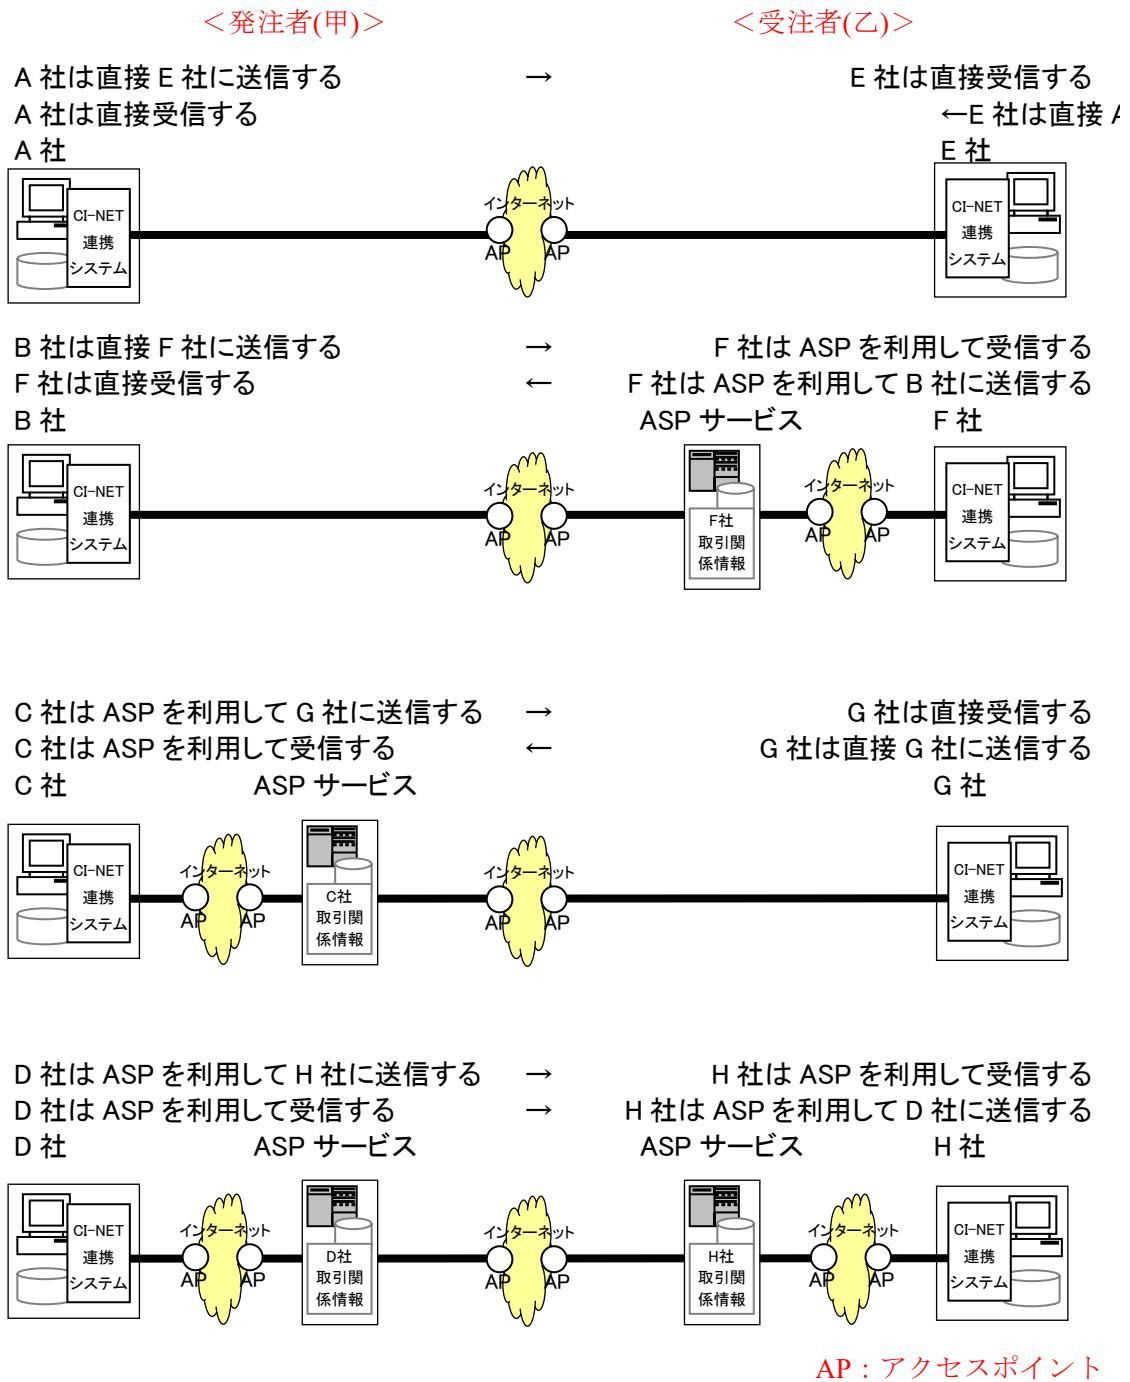 ＜発注者(甲)＞ ＜受注者(乙)＞
A 社は直接 E 社に送信する → E 社は直接受信する
A 社は直接受信する ←E 社は直接
A 社 E 社
CI-NET
連携
システム
インターネット
AP AP
CI-NET
連携
システム
B 社は直接 F 社に送信する → F 社は ASP を利用して受信する
F 社は直接受信する ← F 社は ASP を利用して B 社に送信する
B 社 ASP サービス F 社
CI-NET
連携
システム
インターネット
AP AP
F社
取引関
係情報
インターネット
AP AP
CI-NET
連携
システム
C 社は ASP を利用して G 社に送信する → G 社は直接受信する
C 社は ASP を利用して受信する ← G 社は直接 G 社に送信する
C 社 ASP サービス G 社
CI-NET
連携
システム
インターネット
AP AP
C社
取引関
係情報
インターネット
AP AP
CI-NET
連携
システム
D 社は ASP を利用して H 社に送信する → H 社は ASP を利用して受信する
D 社は ASP を利用して受信する → H 社は ASP を利用して D 社に送信する
D 社 ASP サービス ASP サービス H 社
CI-NET
連携
システム
インターネット
AP AP
D社
取引関
係情報
インターネット
AP AP
H社
取引関
係情報
インターネット
AP AP
CI-NET
連携
システム
AP：アクセスポイント